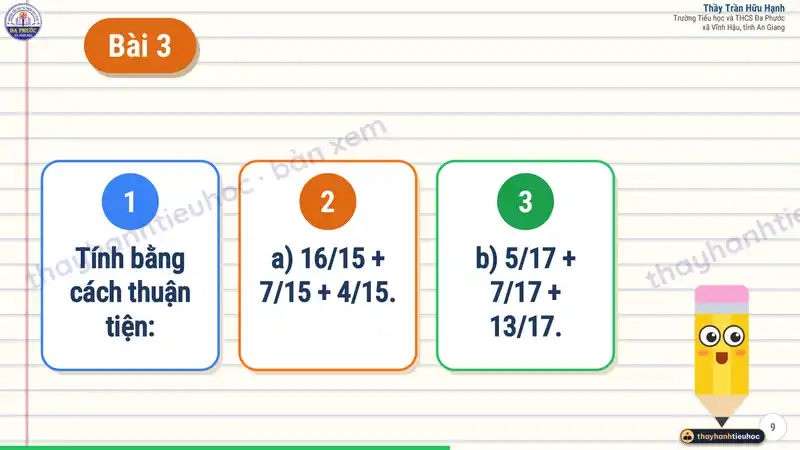 Thầy Trần Hữu Hạnh
Trường Tiểu học và THCS Đa Phước
xã Vĩnh Hậu, tỉnh An Giang
ĐA PHƯỚC
Bài 3
1
Tính bằng
cách thuận
tiện:
2
a) 16/15 +
7/15 + 4/15.
3
b) 5/17 +
7/17 +
13/17.
thayhanhtieuhoc · bản xem
thayhanhtieuhoc
9